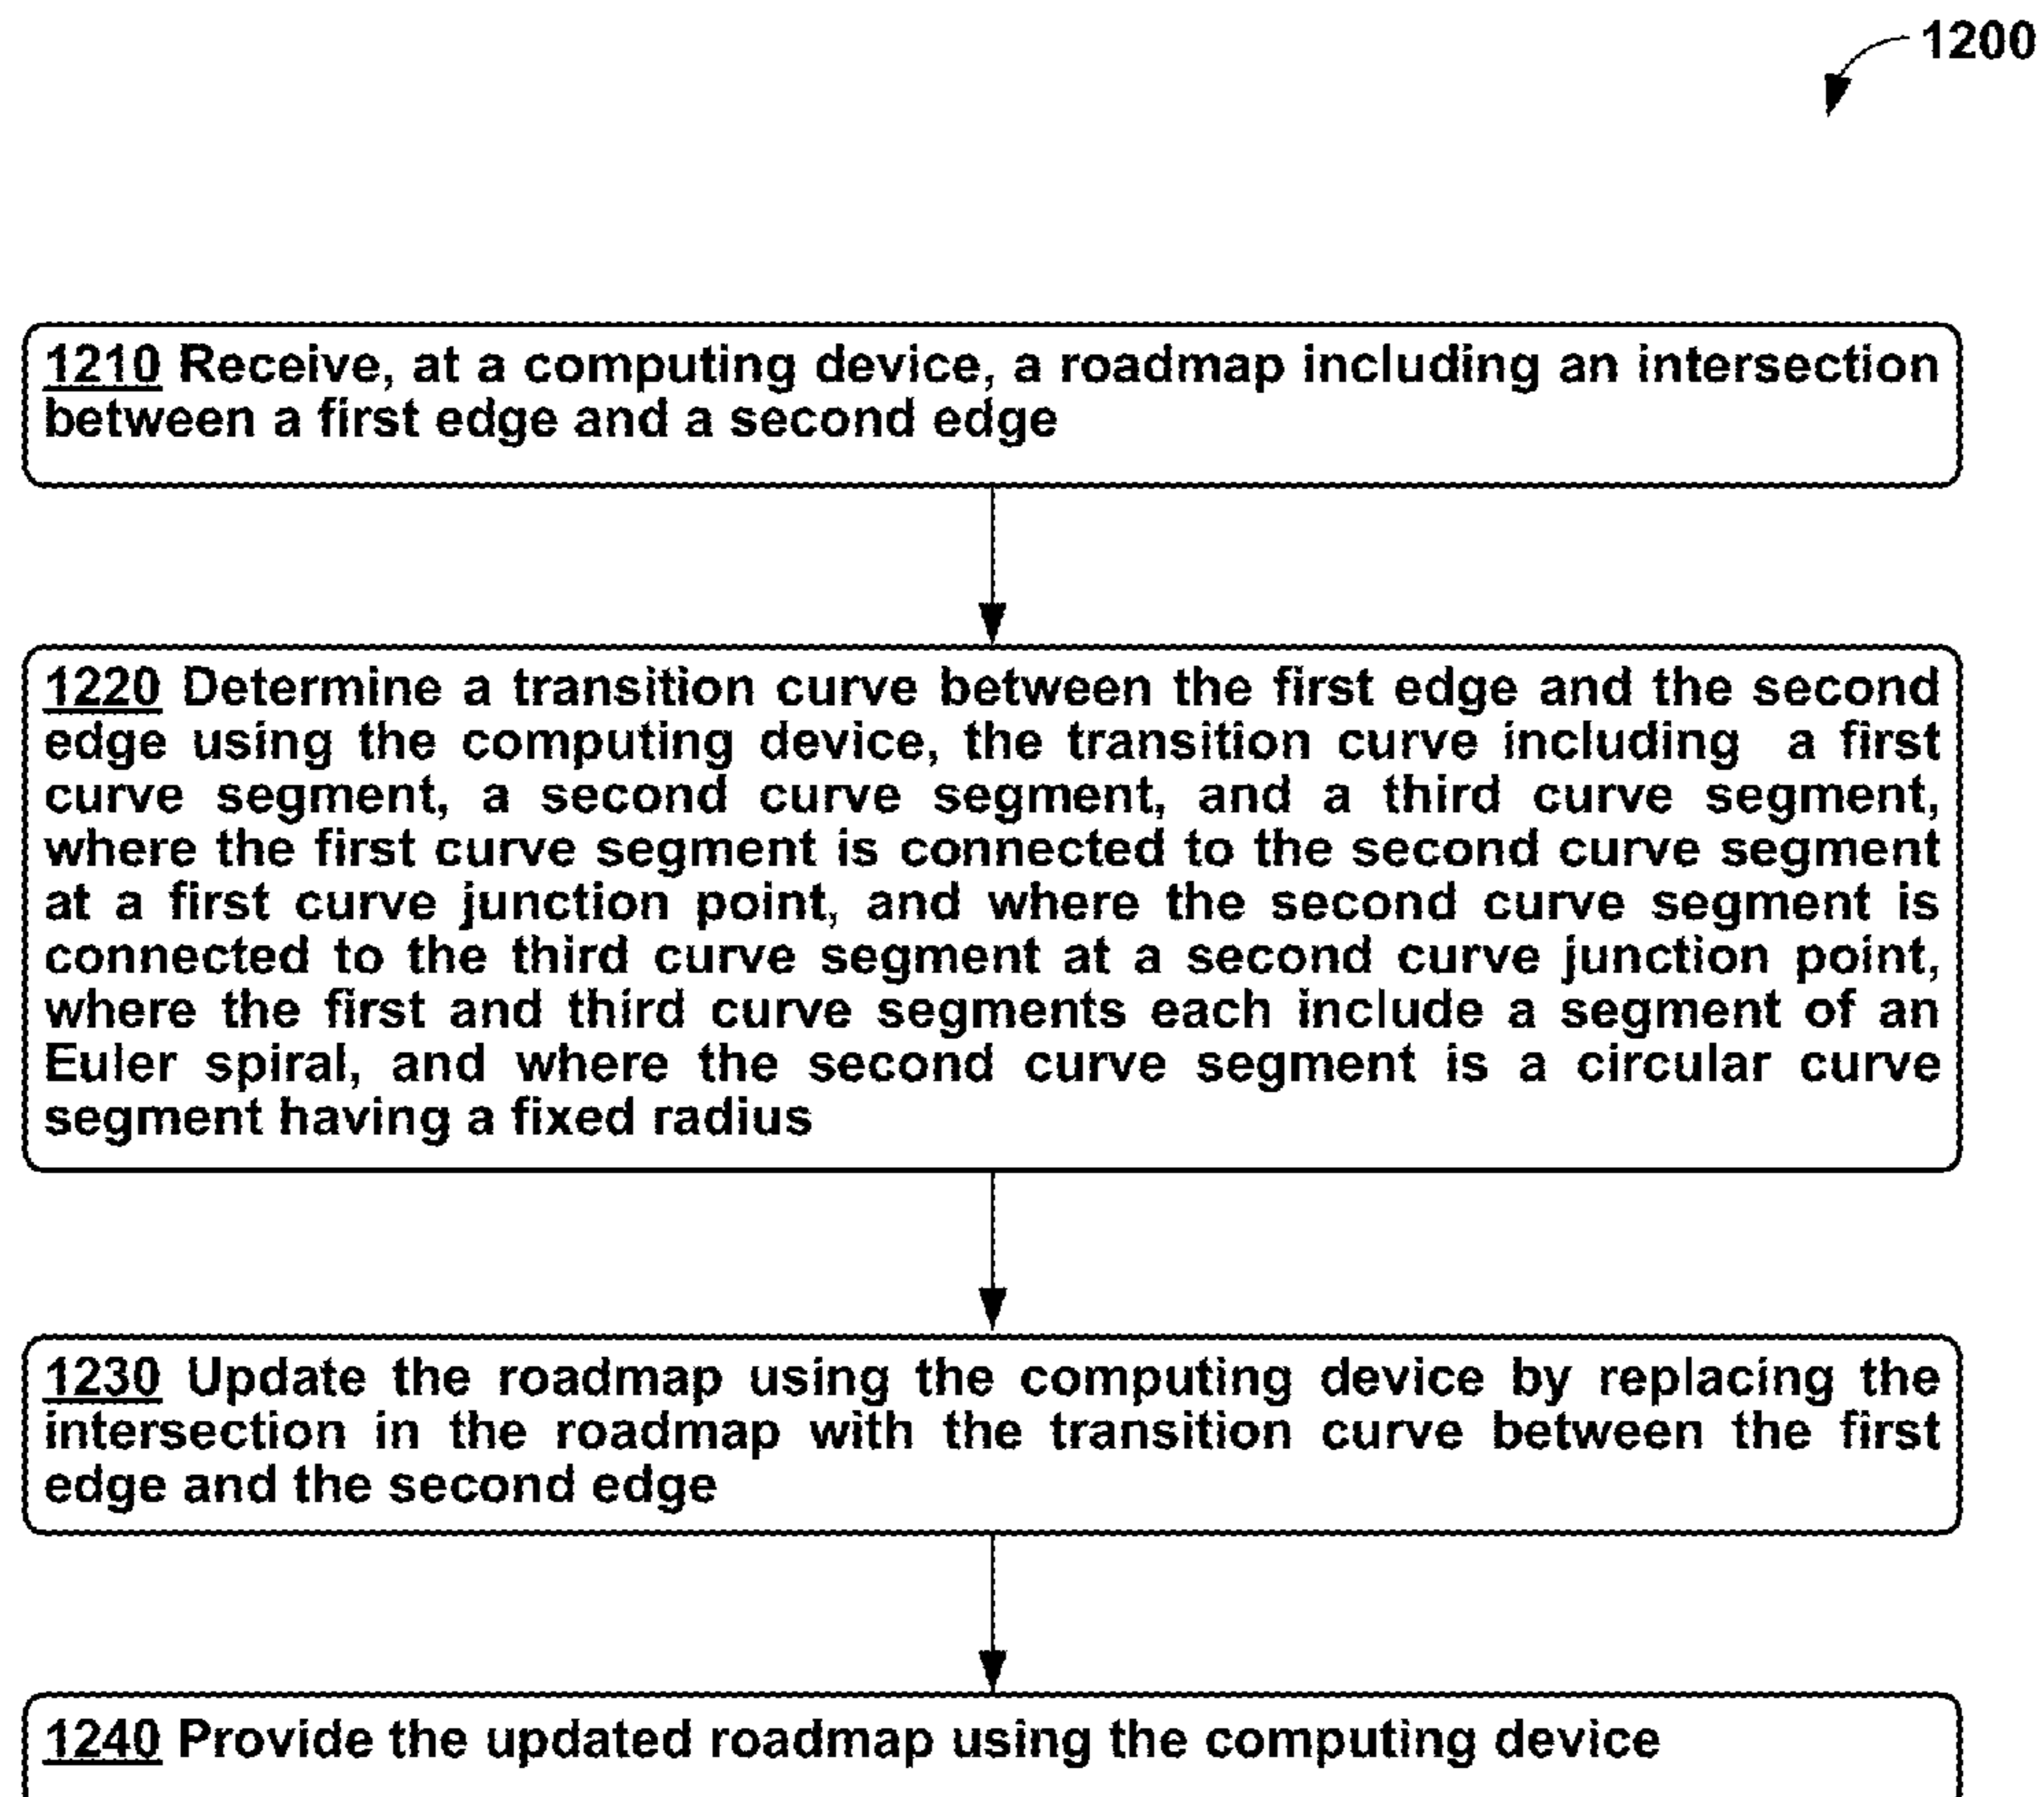 1200
1210 Receive, at a computing device, a roadmap including an intersection
between a first edge and a second edge
1220 Determine a transition curve between the first edge and the second
edge using the computing device, the transition curve including a first
curve segment, a second curve segment, and a third curve segment,
where the first curve segment is connected to the second curve segment
at a first curve junction point, and where the second curve segment is
connected to the third curve segment at a second curve junction point,
where the first and third curve segments each include a segment of an
Euler spiral, and where the second curve segment is a circular curve
segment having a fixed radius
1230 Update the roadmap using the computing device by replacing the
intersection in the roadmap with the transition curve between the first
edge and the second edge
1240 Provide the updated roadmap using the computing device